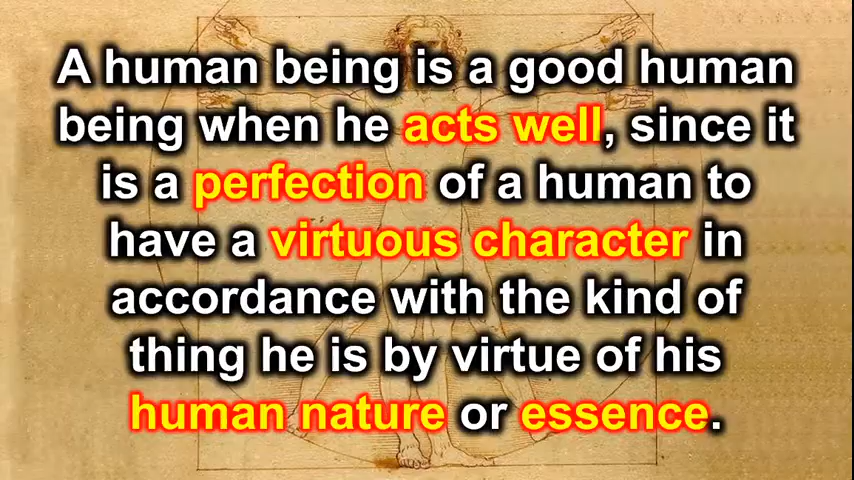 A human being is a good human
being when he acts well, since it
is a perfection of a human to
have a virtuous character in
accordance with the kind of
thing he is by virtue of his
human nature or essence.